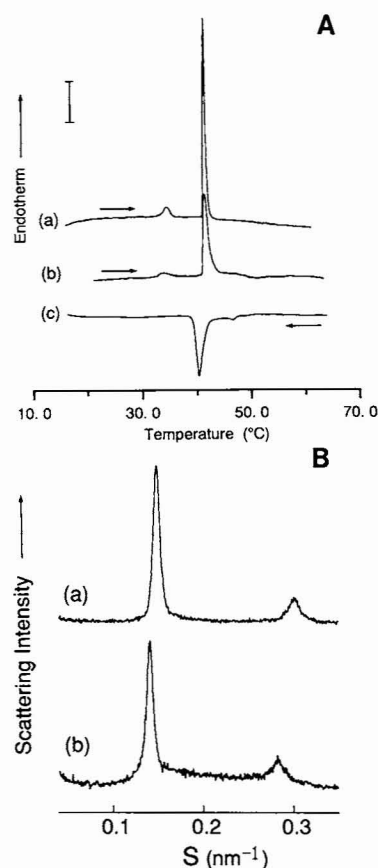 A
Endotherm
(a)
(b)
(c)
10. 0 30. 0 50. 0 70. 0
Temperature (°C)
B
Scattering Intensity
(a)
(b)
0.1 0.2 0.3
S (nm⁻¹)